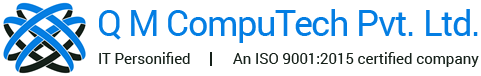 Q M CompuTech Pvt. Ltd.
IT Personified | An ISO 9001:2015 certified company